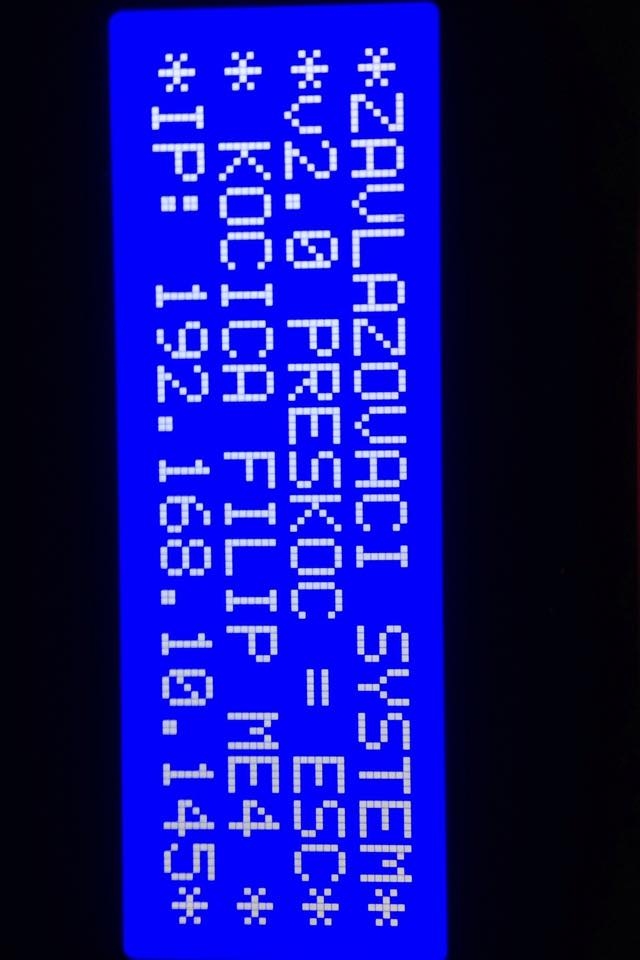 *ZAVLAZOVACI SYSTEM*
*v2.0 PRESKOC = ESC*
* KOCICA FILIP ME4 *
*IP: 192.168.10.145*